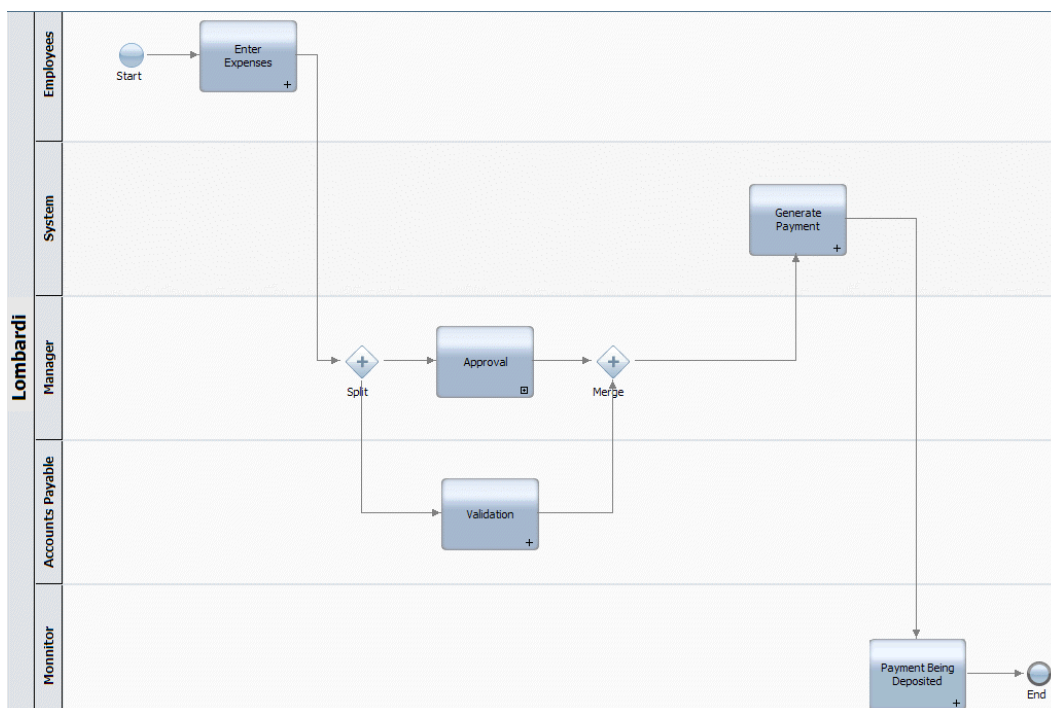 Lombardi
Employees
Start
Enter
Expenses
System
Generate
Payment
Manager
Split
Approval
Merge
Accounts Payable
Validation
Monnitor
Payment Being
Deposited
End